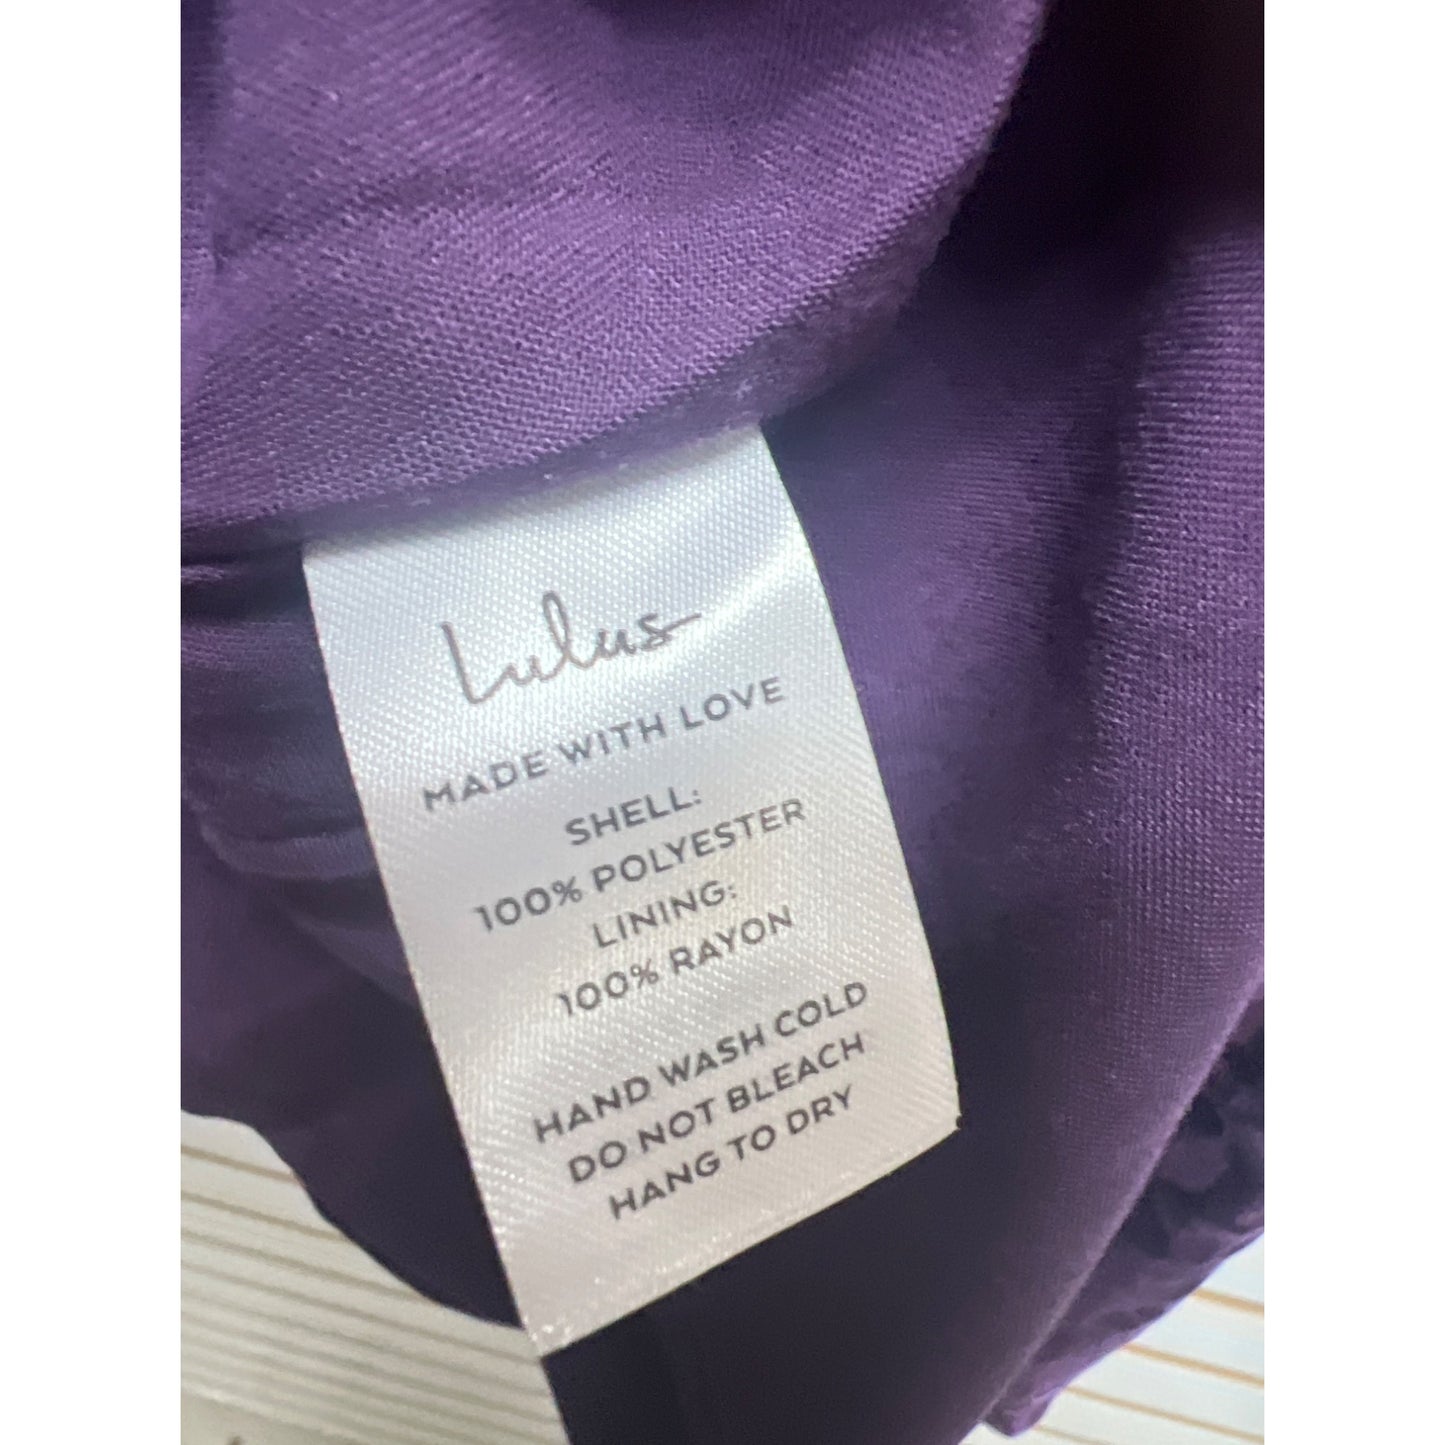 Lulus
MADE WITH LOVE
SHELL:
100% POLYESTER
LINING:
100% RAYON
HAND WASH COLD
DO NOT BLEACH
HANG TO DRY